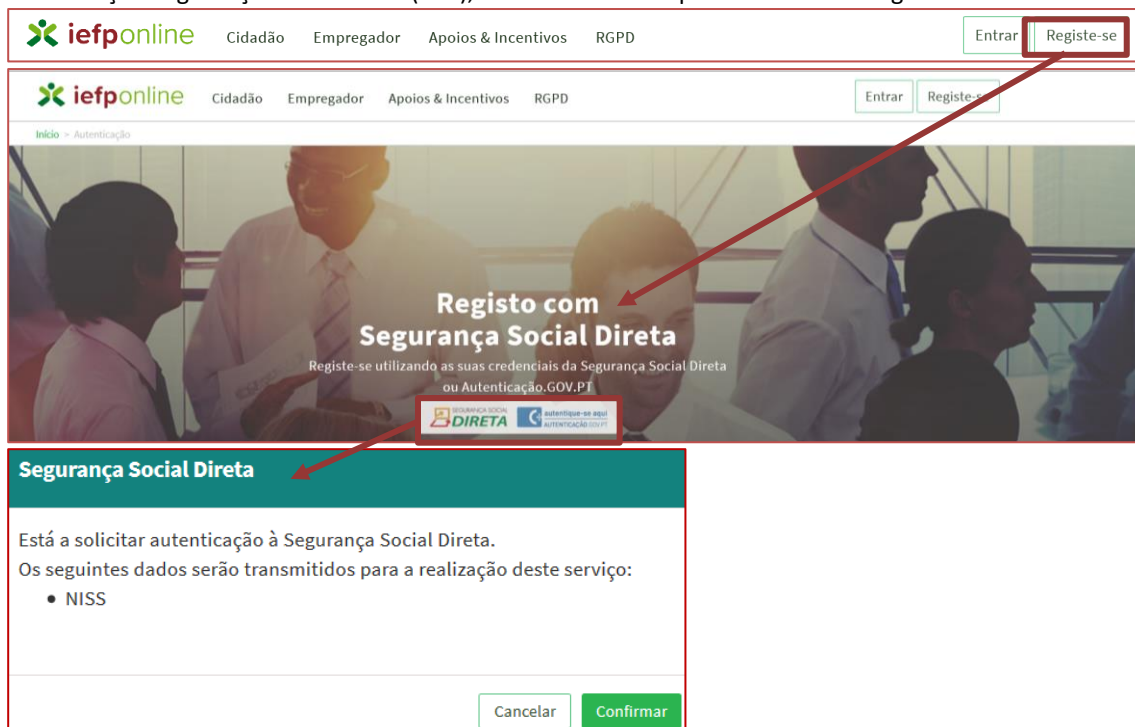 iefponline Cidadão Empregador Apoios & Incentivos RGPD Entrar Registe-se
iefponline Cidadão Empregador Apoios & Incentivos RGPD Entrar Registe-se
Início > Autenticação
Registo com
Segurança Social Direta
Registe-se utilizando as suas credenciais da Segurança Social Direta
ou Autenticação.GOV.PT
SEGURANÇA SOCIAL
DIRETA
autentique-se aqui
AUTENTICAÇÃO GOV.PT
Segurança Social Direta
Está a solicitar autenticação à Segurança Social Direta.
Os seguintes dados serão transmitidos para a realização deste serviço:
• NISS
Cancelar Confirmar